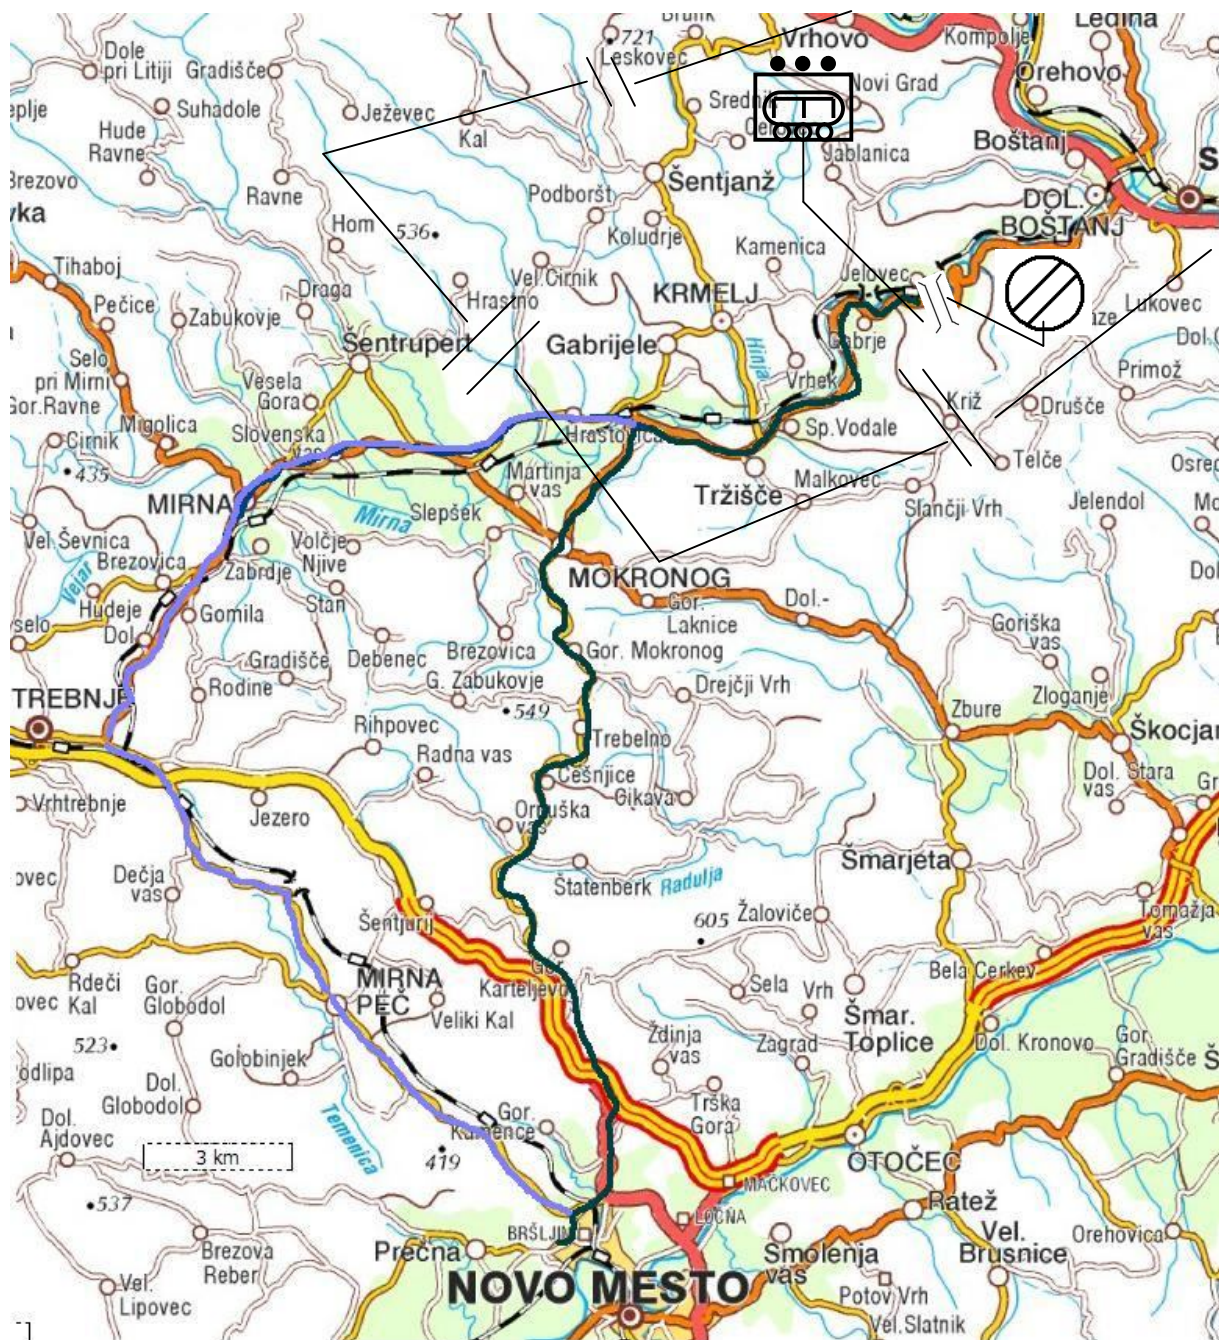 721
Leskovec
Vrhovo
Ledina
Kompolje
Dole
pri Litiji
Gradišče
Orehovo
Suhadole
Ježevec
Kal
Novi Grad
Hude
Ravne
Boštanj
Jablanica
Šentjanž
Brezovo
Ravne
Podboršt
DOL.
BOŠTANJ
Hom
536
Koludrje
Kamenica
Tihaboj
Vel. Cirnik
Jelovec
Draga
Hrastno
KRMELJ
Lukovec
Pečice
Zabukovje
Šentrupert
Gabrijele
Gabrje
Hinja
Selo
pri Mirni
Vesela
Gora
Vrhek
Primož
Gor.Ravne
Migolica
Slovenska
vas
Hrastovica
Križ
Drušče
Sp.Vodale
Cirnik
435
Martinja
vas
Telče
Malkovec
Tržišče
MIRNA
Mirna
Slepšek
Slančji Vrh
Jelendol
Vel.Ševnica
Volčje
Njive
Brezovica
Zabrdje
MOKRONOG
Vejar
Hudeje
Dol.
Gomila
Stan
Gor.
Laknice
Dol.-
Goriška
vas
Debenec
Brezovica
Gor. Mokronog
Gradišče
G. Zabukovje
Drejčji Vrh
Zloganje
TREBNJE
Rodine
549
Zbure
Rihpovec
Trebelno
Radna vas
Češnjice
Dol. Stara
vas
Vrhtrebnje
Jezero
Cikava
Dečja
vas
Štatenberk
Radulja
Šmarjeta
Šentjurij
605
Žaloviče
Tomažja
vas
Rdeči
Kal
Gor.
Globodol
MIRNA
PEČ
Gor.
Karteljevo
Bela Cerkev
Sela
Vrh
Veliki Kal
Šmar.
Toplice
523
Golobinjek
Ždinja
vas
Zagrad
Dol. Kronovo
Gor.
Gradišče
Dol.
Globodol
Temenica
Trška
Gora
Dol.
Ajdovec
Gor.
Kamence
3 km
419
OTOČEC
MAČKOVEC
537
Ratež
BRŠLJIN
LOČNA
Brezova
Reber
Prečna
Smolenja
vas
Vel.
Brusnice
Orehovica
Vel.
Lipovec
NOVO MESTO
Potov Vrh
Vel.Slatnik